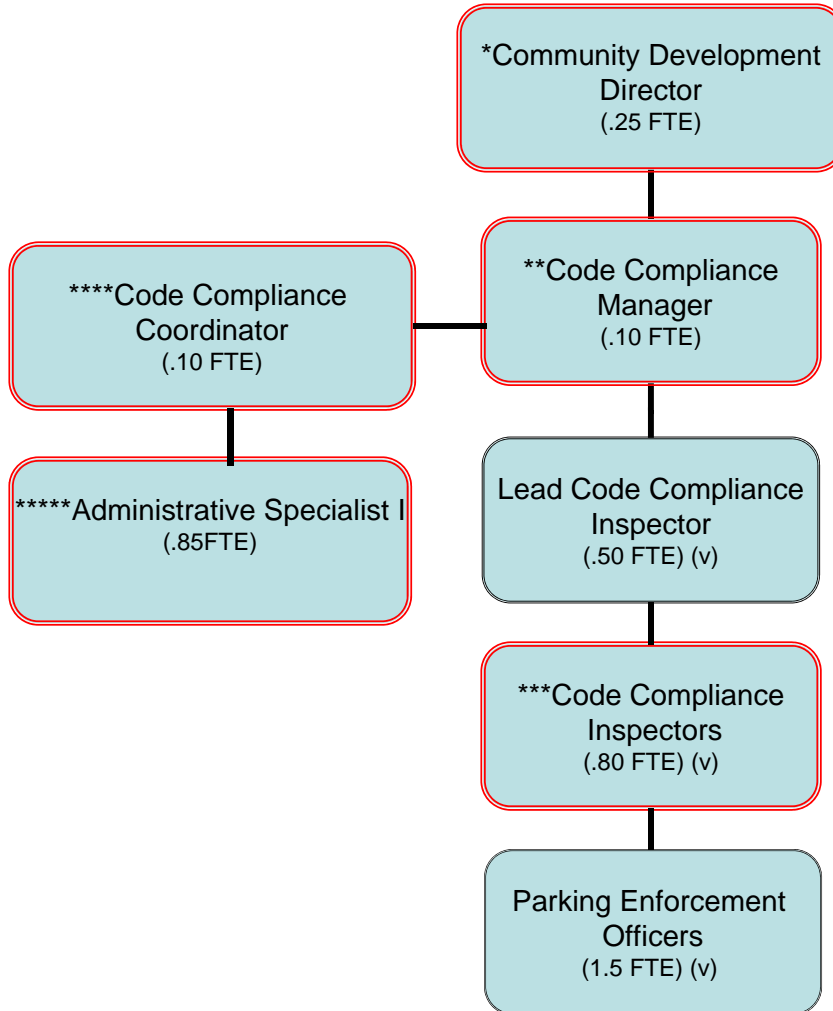 *Community Development
Director
(.25 FTE)
**Code Compliance
Manager
(.10 FTE)
****Code Compliance
Coordinator
(.10 FTE)
*****Administrative Specialist I
(.85FTE)
Lead Code Compliance
Inspector
(.50 FTE) (v)
***Code Compliance
Inspectors
(.80 FTE) (v)
Parking Enforcement
Officers
(1.5 FTE) (v)